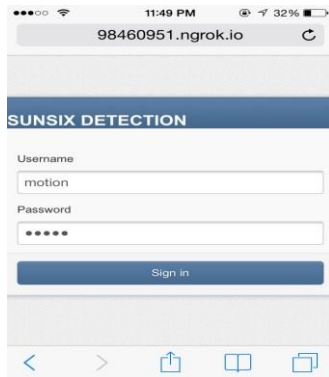 11:49 PM
32%
98460951.ngrok.io
SUNSIX DETECTION
Username
motion
Password
•••••
Sign in